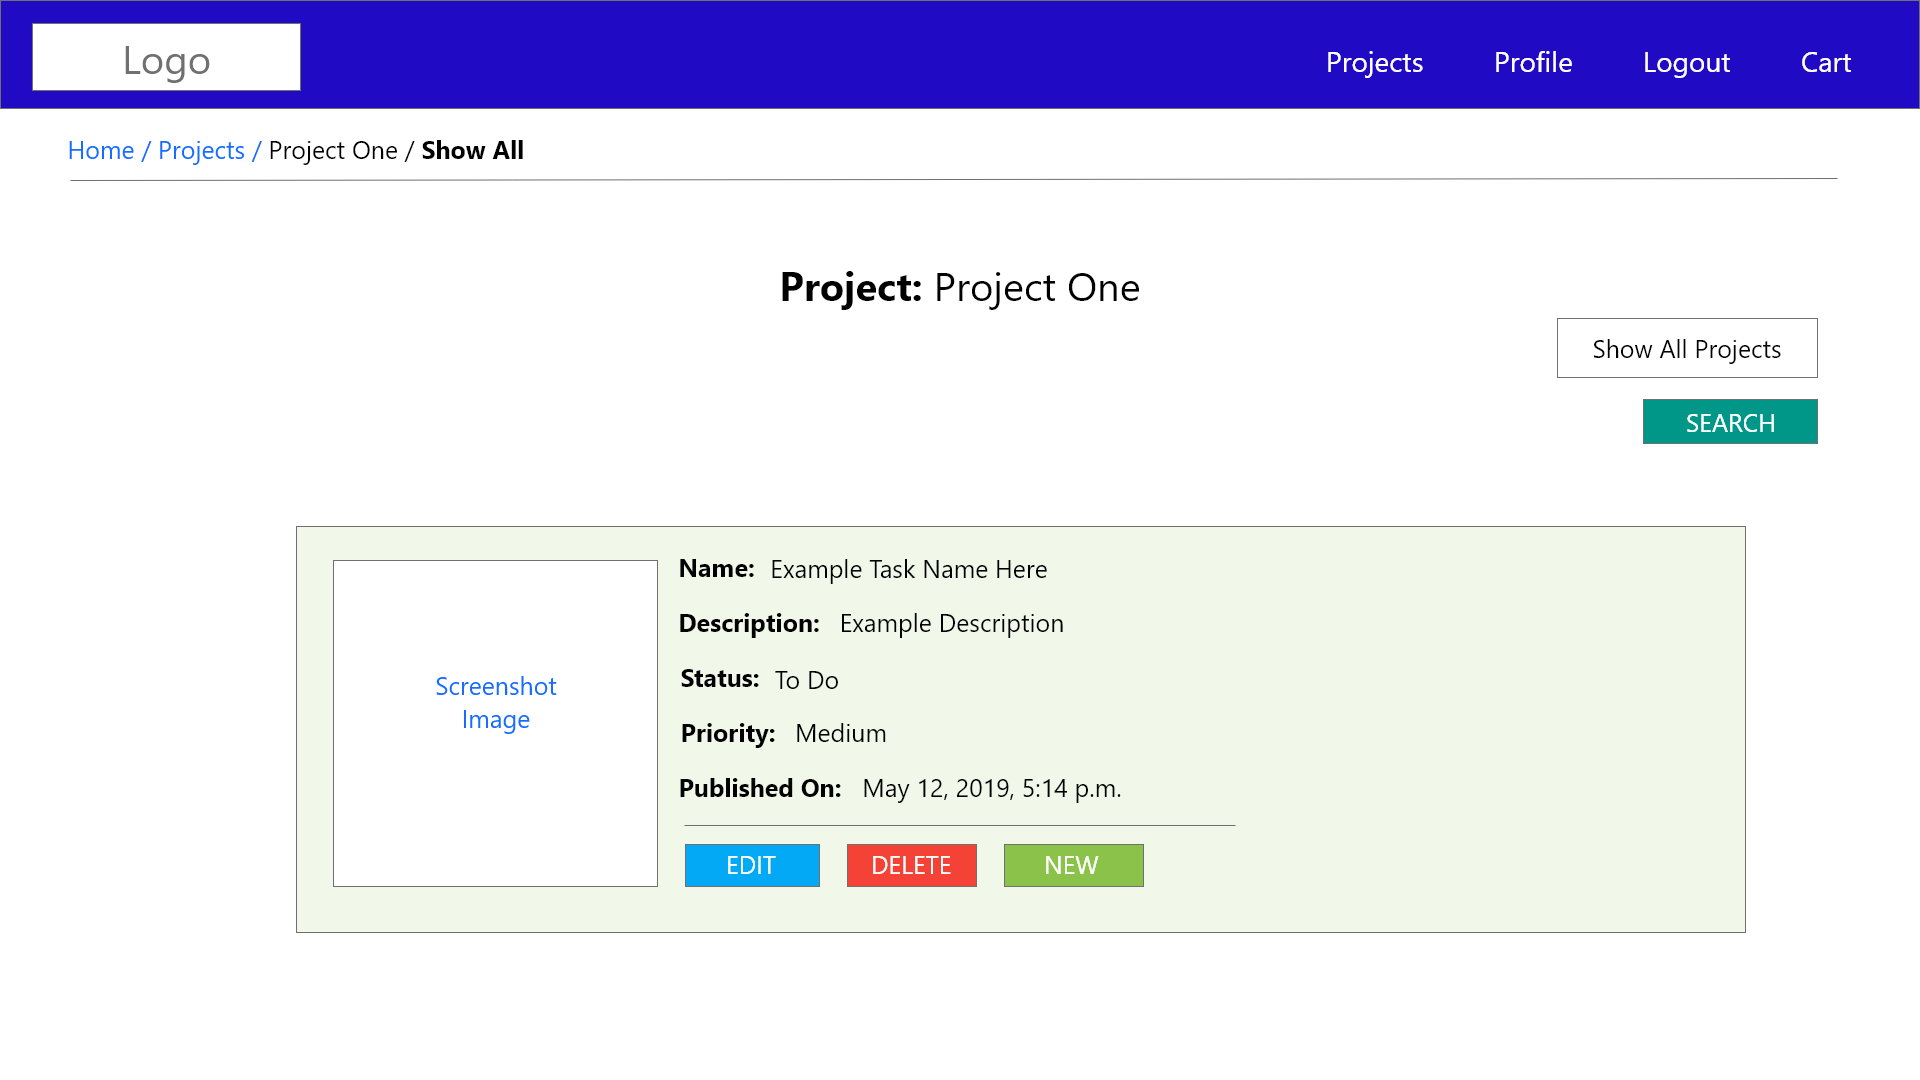 Logo
Projects Profile Logout Cart
Home / Projects / Project One / Show All
Project: Project One
Show All Projects
SEARCH
Screenshot
Image
Name: Example Task Name Here
Description: Example Description
Status: To Do
Priority: Medium
Published On: May 12, 2019, 5:14 p.m.
EDIT DELETE NEW